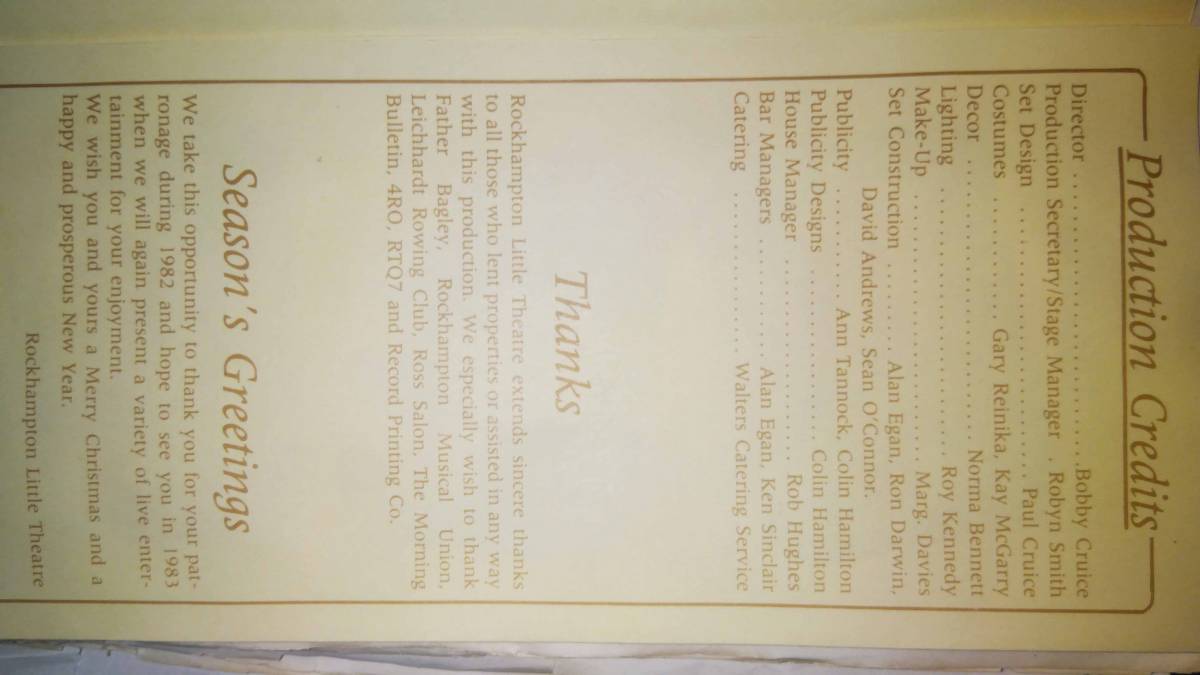 Production Credits
Director . . . . . . . . . . . . . . . . . . . . . . . . . . Bobby Cruice
Production Secretary/Stage Manager . Robyn Smith
Set Design . . . . . . . . . . . . . . . . . . . . . . Paul Cruice
Costumes . . . . . . . . . . Gary Reinika, Kay McGarry
Decor . . . . . . . . . . . . . . . . . . . . . . . Norma Bennett
Lighting . . . . . . . . . . . . . . . . . . . . . . Roy Kennedy
Make-Up . . . . . . . . . . . . . . . . . . . . . Marg. Davies
Set Construction . . . . . . . . Alan Egan, Ron Darwin,
David Andrews, Sean O'Connor.
Publicity . . . . . . . . . Ann Tannock, Colin Hamilton
Publicity Designs . . . . . . . . . . . . . Colin Hamilton
House Manager . . . . . . . . . . . . . . . . . Rob Hughes
Bar Managers . . . . . . . . . . Alan Egan, Ken Sinclair
Catering . . . . . . . . . . . . Walters Catering Service
Thanks
Rockhampton Little Theatre extends sincere thanks
to all those who lent properties or assisted in any way
with this production. We especially wish to thank
Father Bagley, Rockhampton Musical Union,
Leichhardt Rowing Club, Ross Salon, The Morning
Bulletin, 4RO, RTQ7 and Record Printing Co.
Season's Greetings
We take this opportunity to thank you for your pat-
ronage during 1982 and hope to see you in 1983
when we will again present a variety of live enter-
tainment for your enjoyment.
We wish you and yours a Merry Christmas and a
happy and prosperous New Year.
Rockhampton Little Theatre